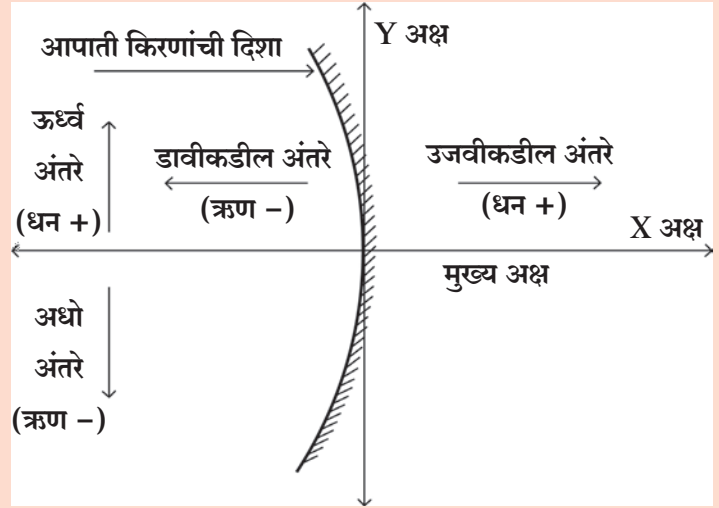 Y अक्ष
आपाती किरणांची दिशा
ऊर्ध्व
अंतरे
(धन +)
डावीकडील अंतरे
(ऋण –)
उजवीकडील अंतरे
(धन +)
X अक्ष
मुख्य अक्ष
अधो
अंतरे
(ऋण –)